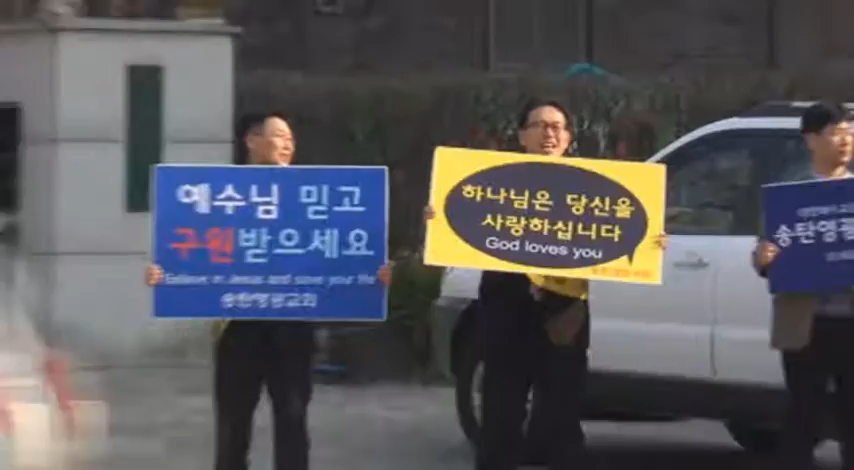 예수님 믿고
구원받으세요
Believe in Jesus and save your life
송탄영광교회
하나님은 당신을
사랑하십니다
God loves you
송탄영광